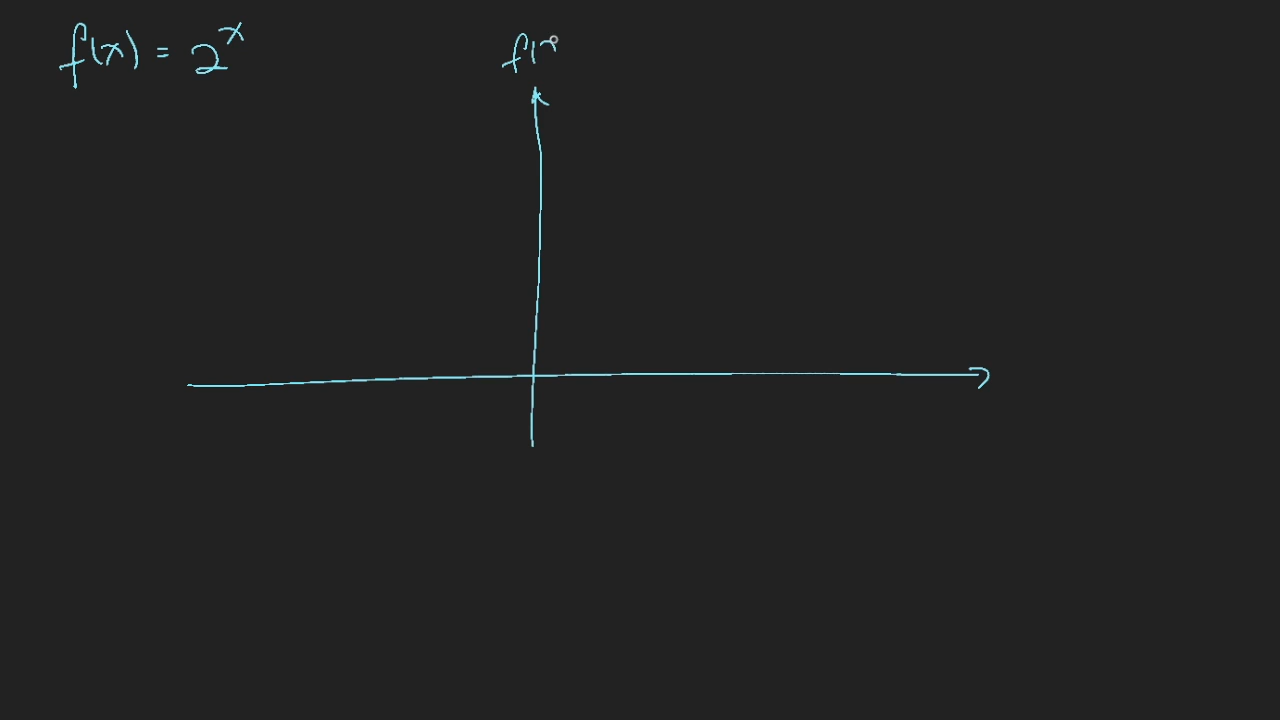 f(x) = 2^x
f(x